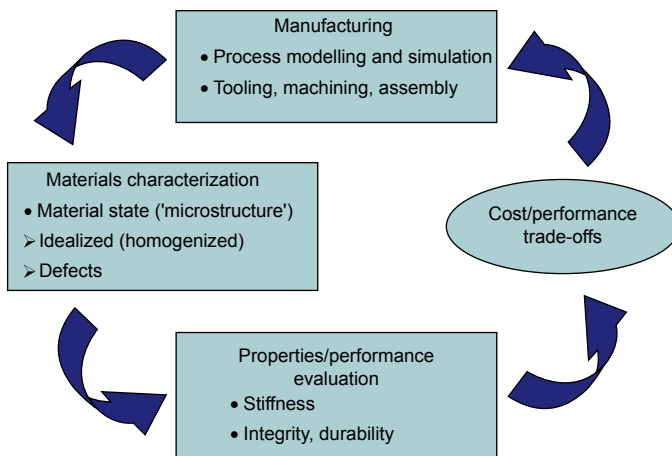 Manufacturing
• Process modelling and simulation
• Tooling, machining, assembly
Materials characterization
• Material state ('microstructure')
➢ Idealized (homogenized)
➢ Defects
Cost/performance
trade-offs
Properties/performance
evaluation
• Stiffness
• Integrity, durability